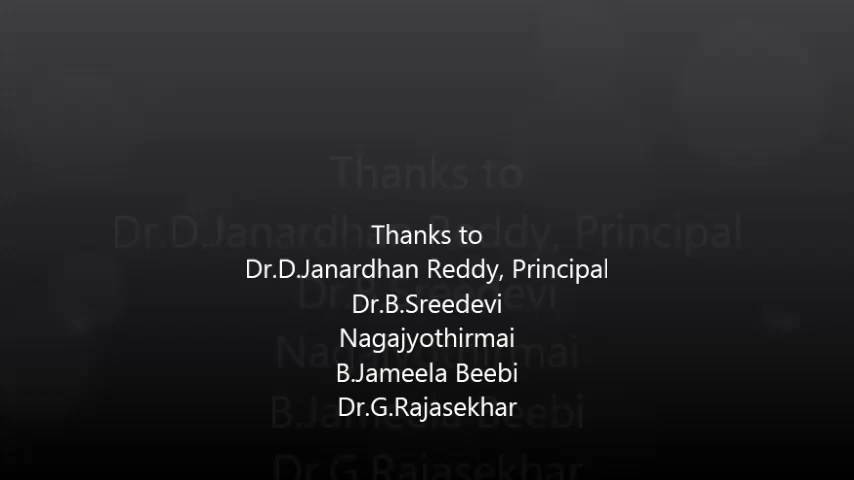 Thanks to
Dr.D.Janardhan Reddy, Principal
Dr.B.Sreedevi
Nagajyothirmai
B.Jameela Beebi
Dr.G.Rajasekhar